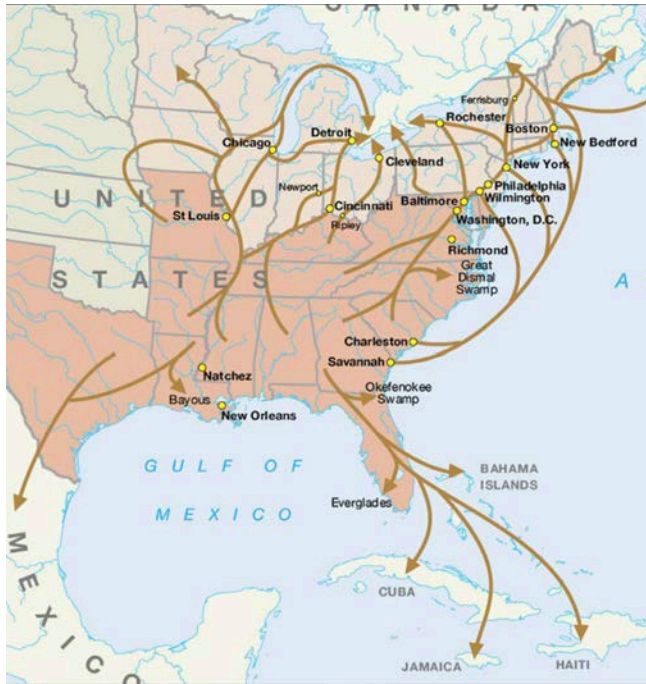 CANADA
Ferrisburg
Rochester
Boston
Detroit
New Bedford
Chicago
Cleveland
New York
Newport
Philadelphia
UNITED
Wilmington
Cincinnati
Baltimore
St Louis
Ripley
Washington, D.C.
Richmond
STATES
Great
Dismal
Swamp
A
Charleston
Savannah
Natchez
Okefenokee
Swamp
Bayous
New Orleans
GULF OF
MEXICO
BAHAMA
ISLANDS
Everglades
MEXICO
CUBA
JAMAICA
HAITI